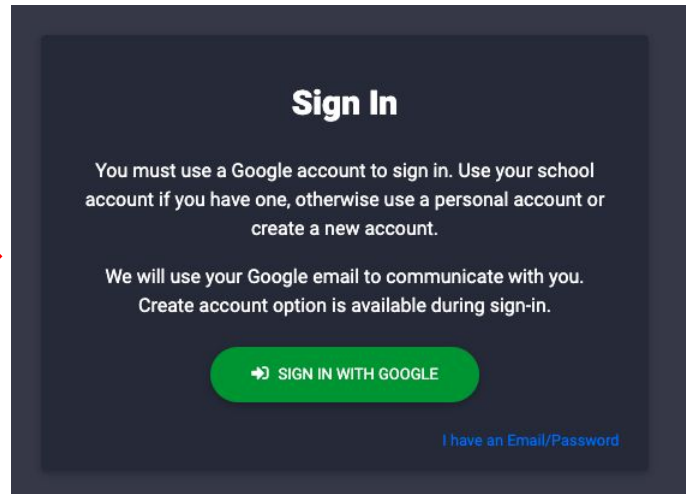 Sign In
You must use a Google account to sign in. Use your school
account if you have one, otherwise use a personal account or
create a new account.
We will use your Google email to communicate with you.
Create account option is available during sign-in.
SIGN IN WITH GOOGLE
I have an Email/Password